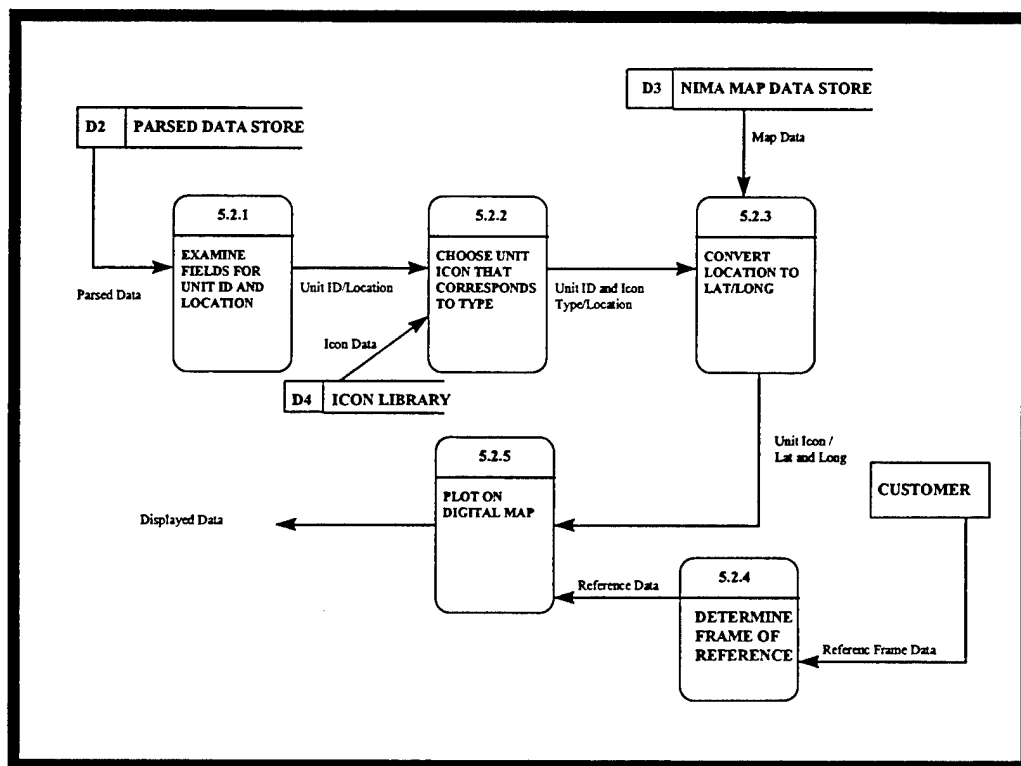 D3 NIMA MAP DATA STORE
D2 PARSED DATA STORE
Map Data
5.2.1
EXAMINE
FIELDS FOR
UNIT ID AND
LOCATION
Parsed Data
Unit ID/Location
5.2.2
CHOOSE UNIT
ICON THAT
CORRESPONDS
TO TYPE
Unit ID and Icon
Type/Location
5.2.3
CONVERT
LOCATION TO
LAT/LONG
Icon Data
D4 ICON LIBRARY
Unit Icon /
Lat and Long
CUSTOMER
5.2.5
PLOT ON
DIGITAL MAP
Displayed Data
Reference Data
5.2.4
DETERMINE
FRAME OF
REFERENCE
Referenc Frame Data